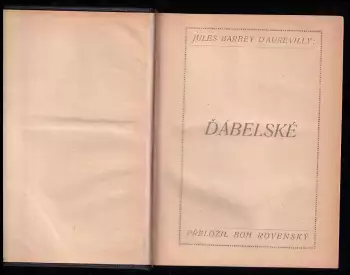 JULES BARBEY D'AUREVILLY:
ĎÁBELSKÉ
PŘELOŽIL BOH. ROVENSKÝ